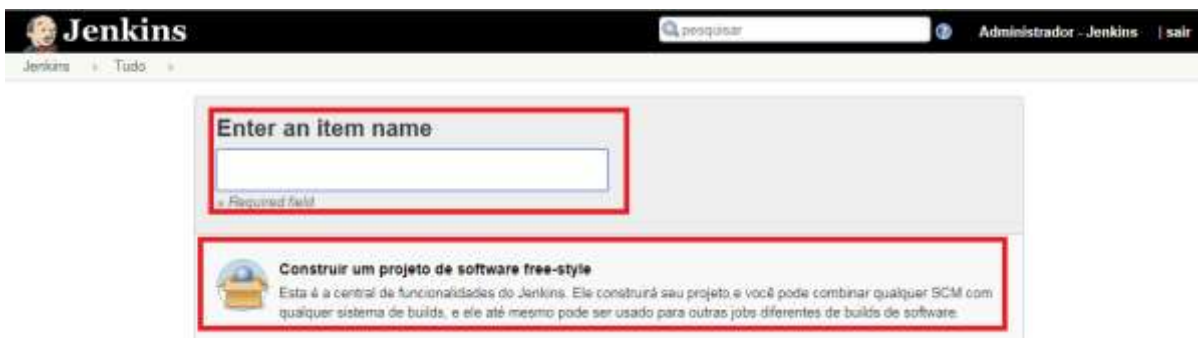 Jenkins
pesquisar
Administrador - Jenkins | sair
Jenkins Tudo
Enter an item name
» Required field
Construir um projeto de software free-style
Esta é a central de funcionalidades do Jenkins. Ele construirá seu projeto e você pode combinar qualquer SCM com
qualquer sistema de builds, e ele até mesmo pode ser usado para outras jobs diferentes de builds de software.